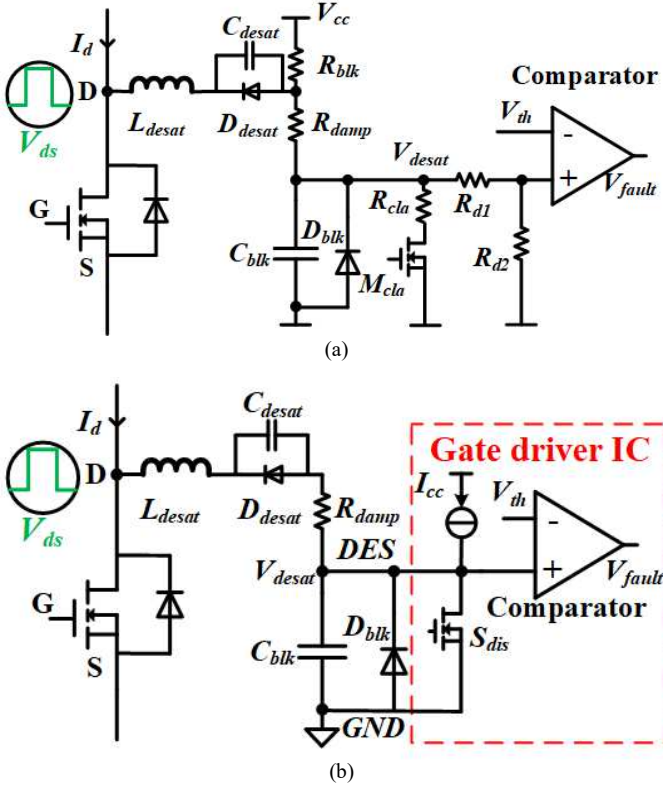 V_cc
I_d
C_desat
R_blk
D
L_desat
D_desat
R_damp
Comparator
V_th
-
+
V_fault
V_ds
V_desat
R_cla
R_d1
R_d2
G
S
C_blk
D_blk
M_cla
(a)
I_d
C_desat
Gate driver IC
D
L_desat
D_desat
R_damp
I_cc
V_th
-
+
V_fault
V_ds
V_desat
DES
Comparator
G
S
C_blk
D_blk
S_dis
GND
(b)